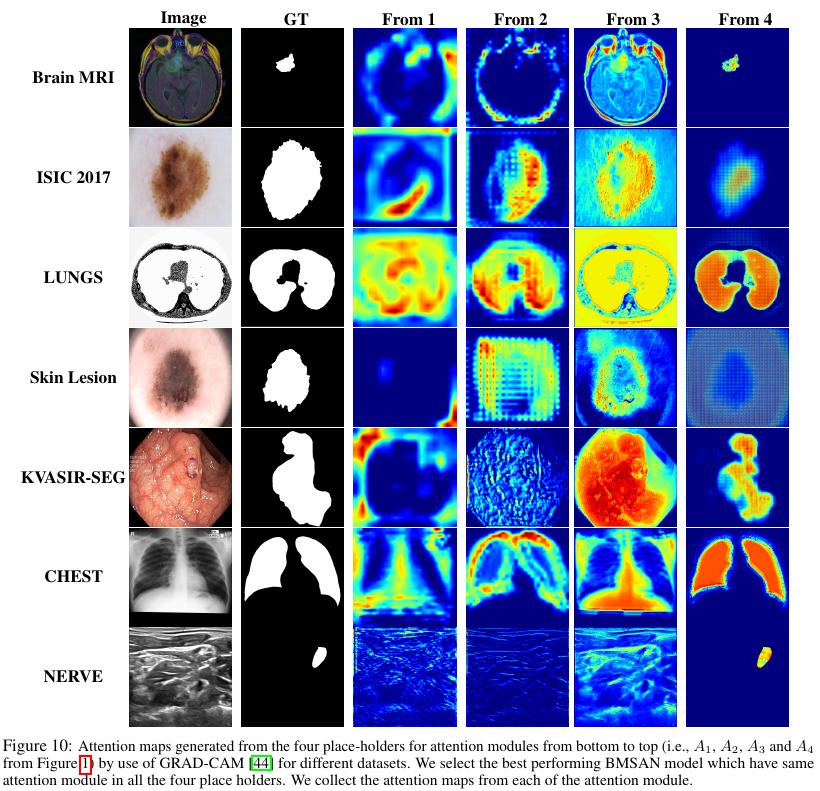 Image GT From 1 From 2 From 3 From 4
Brain MRI
ISIC 2017
LUNGS
Skin Lesion
KVASIR-SEG
CHEST
NERVE
Figure 10: Attention maps generated from the four place-holders for attention modules from bottom to top (i.e., A1, A2, A3 and A4
from Figure 1) by use of GRAD-CAM [44] for different datasets. We select the best performing BMSAN model which have same
attention module in all the four place holders. We collect the attention maps from each of the attention module.